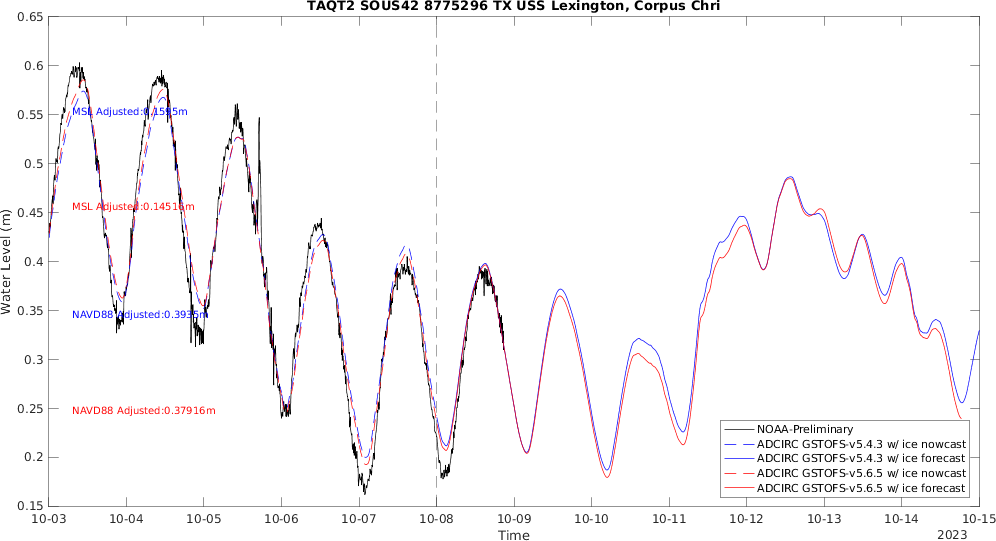 TAQT2 SOUS42 8775296 TX USS Lexington, Corpus Chri
0.65
0.6
0.55
0.5
0.45
0.4
0.35
0.3
0.25
0.2
0.15
Water Level (m)
MSL Adjusted:0.1595m
MSL Adjusted:0.14516m
NAVD88 Adjusted:0.3935m
NAVD88 Adjusted:0.37916m
NOAA-Preliminary
ADCIRC GSTOFS-v5.4.3 w/ ice nowcast
ADCIRC GSTOFS-v5.4.3 w/ ice forecast
ADCIRC GSTOFS-v5.6.5 w/ ice nowcast
ADCIRC GSTOFS-v5.6.5 w/ ice forecast
10-03 10-04 10-05 10-06 10-07 10-08 10-09 10-10 10-11 10-12 10-13 10-14 10-15
Time
2023